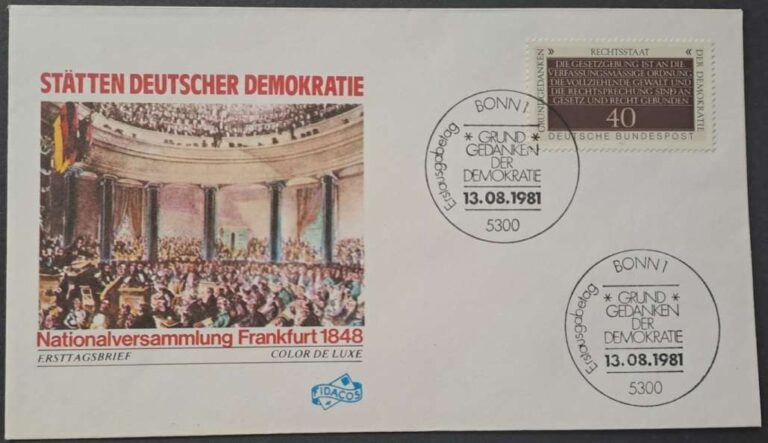 STÄTTEN DEUTSCHER DEMOKRATIE
Nationalversammlung Frankfurt 1848
ERSTTAGSBRIEF
COLOR DE LUXE
FIDACOS
GRUNDGEDANKEN
» RECHTSSTAAT «
DER DEMOKRATIE
DIE GESETZGEBUNG IST AN DIE
VERFASSUNGSMÄSSIGE ORDNUNG
DIE VOLLZIEHENDE GEWALT UND
DIE RECHTSPRECHUNG SIND AN
GESETZ UND RECHT GEBUNDEN
40
DEUTSCHE BUNDESPOST
BONN 1
Erstausgabetag
* GRUND *
GEDANKEN
DER
DEMOKRATIE
13.08.1981
5300
BONN 1
Erstausgabetag
* GRUND *
GEDANKEN
DER
DEMOKRATIE
13.08.1981
5300